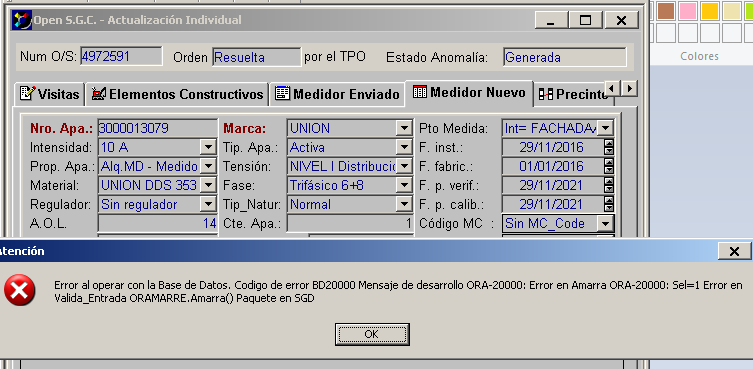 Open S.G.C. - Actualización Individual
Num O/S: 4972591 Orden Resuelta por el TPO Estado Anomalía: Generada
Visitas Elementos Constructivos Medidor Enviado Medidor Nuevo Precinto
Nro. Apa.: 3000013079 Marca: UNION Pto Medida: Int= FACHADA
Intensidad: 10 A Tip. Apa.: Activa F. inst.: 29/11/2016
Prop. Apa.: Alq.MD - Medido Tensión: NIVEL I Distribució F. fabric.: 01/01/2016
Material: UNION DDS 353 Fase: Trifásico 6+8 F. p. verif.: 29/11/2021
Regulador: Sin regulador Tip_Natur: Normal F. p. calib.: 29/11/2021
A.O.L. 14 Cte. Apa.: 1 Código MC : Sin MC_Code
Colores
Atención
Error al operar con la Base de Datos. Codigo de error BD20000 Mensaje de desarrollo ORA-20000: Error en Amarra ORA-20000: Sel=1 Error en
Valida_Entrada ORAMARRE.Amarra() Paquete en SGD
OK